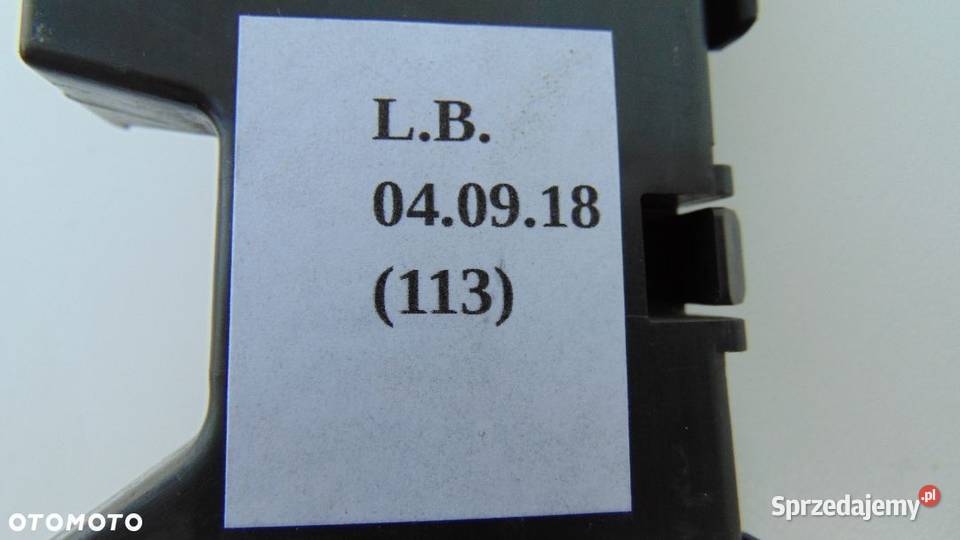 L.B.
04.09.18
(113)
OTOMOTO
Sprzedajemy.pl